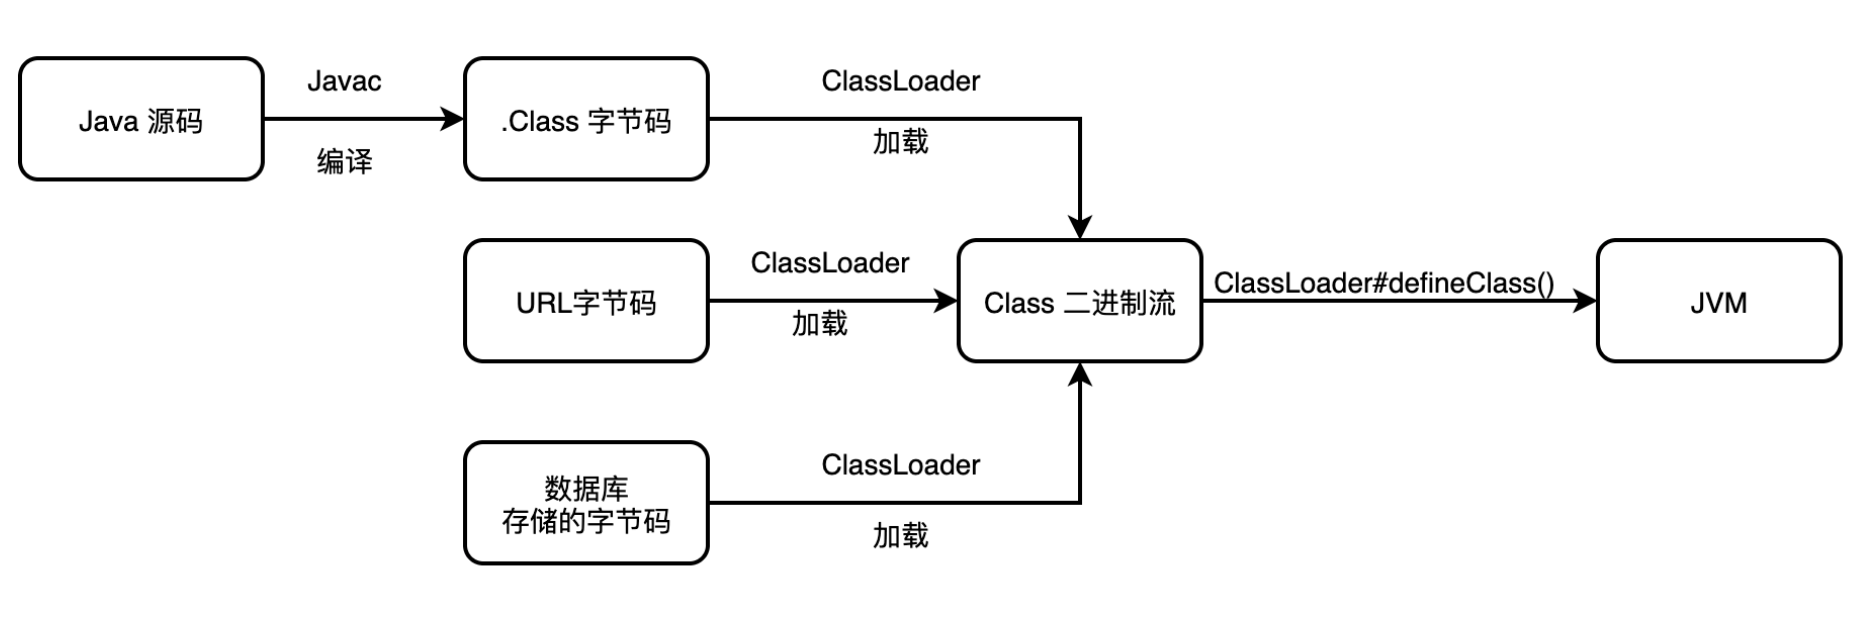 Java 源码
Javac
编译
.Class 字节码
ClassLoader
加载
URL字节码
ClassLoader
加载
Class 二进制流
ClassLoader#defineClass()
JVM
数据库
存储的字节码
ClassLoader
加载